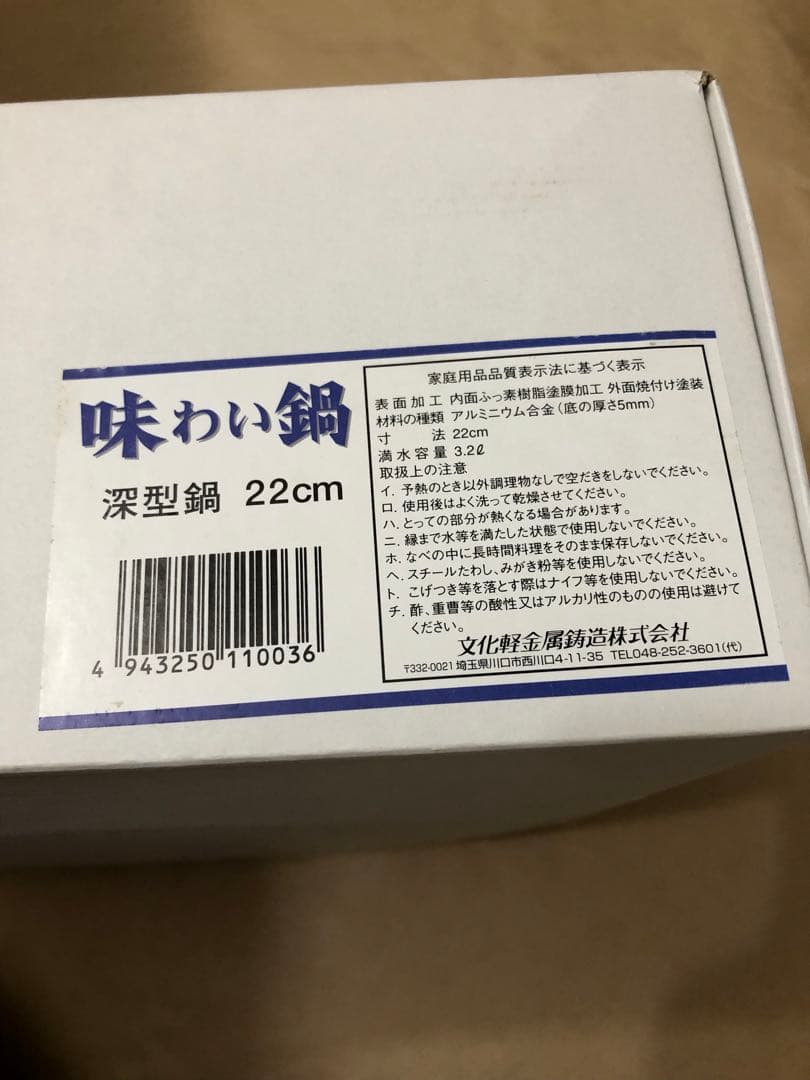 味わい鍋
深型鍋 22cm
4 943250 110036
家庭用品品質表示法に基づく表示
表面加工 内面ふっ素樹脂塗膜加工 外面焼付け塗装
材料の種類 アルミニウム合金(底の厚さ5mm)
寸法 22cm
満水容量 3.2ℓ
取扱上の注意
イ. 予熱のとき以外調理物なしで空だきをしないでください。
ロ. 使用後はよく洗って乾燥させてください。
ハ. とっての部分が熱くなる場合があります。
ニ. 縁まで水等を満たした状態で使用しないでください。
ホ. なべの中に長時間料理をそのまま保存しないでください。
ヘ. スチールたわし、みがき粉等を使用しないでください。
ト. こげつき等を落とす際はナイフ等を使用しないでください。
チ. 酢、重曹等の酸性又はアルカリ性のものの使用は避けて
ください。
文化軽金属鋳造株式会社
〒332-0021 埼玉県川口市西川口4-11-35 TEL048-252-3601(代)